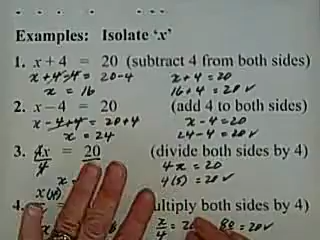 Examples: Isolate 'x'
1. x + 4 = 20 (subtract 4 from both sides)
x + 4 - 4 = 20 - 4 x + 4 = 20
x = 16 16 + 4 = 20 ✓
2. x – 4 = 20 (add 4 to both sides)
x - 4 + 4 = 20 + 4 x - 4 = 20
x = 24 24 - 4 = 20 ✓
3. 4x = 20 (divide both sides by 4)
4 4x = 20
x 4(5) = 20 ✓
4. ultiply both sides by 4)
x/4 = 20 80 = 20 ✓